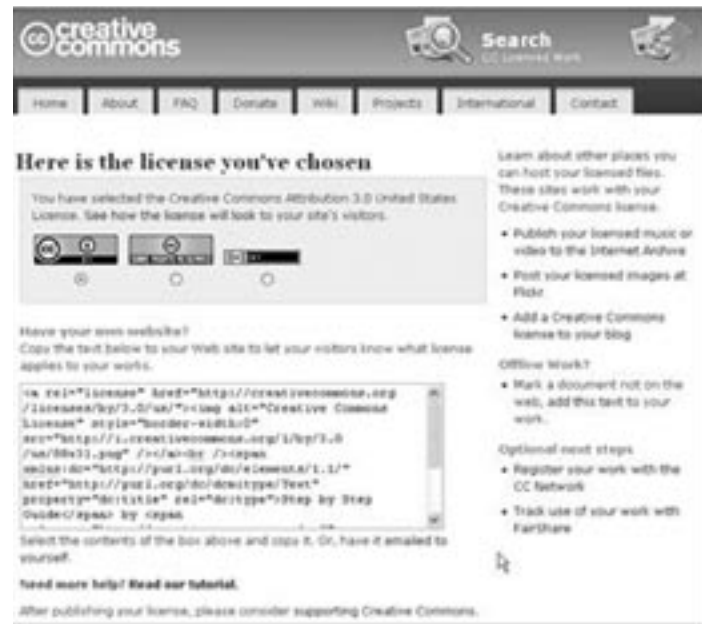 creative
commons
Search
CC Licensed Work
Home About FAQ Donate Wiki Projects International Contact
Here is the license you've chosen
You have selected the Creative Commons Attribution 3.0 United States
License. See how the license will look to your site's visitors.
Have your own website?
Copy the text below to your Web site to let your visitors know what license
applies to your works.
<a rel="license" href="http://creativecommons.org
/licenses/by/3.0/us/"><img alt="Creative Commons
License" style="border-width:0"
src="http://i.creativecommons.org/l/by/3.0
/us/88x31.png" /></a><br /><span
xmlns:dc="http://purl.org/dc/elements/1.1/"
href="http://purl.org/dc/dcmitype/Text"
property="dc:title" rel="dc:type">Step by Step
Guide</span> by <span
Select the contents of the box above and copy it. Or, have it emailed to
yourself.
Need more help? Read our tutorial.
After publishing your license, please consider supporting Creative Commons.
Learn about other places you
can host your licensed files.
These sites work with your
Creative Commons license.
• Publish your licensed music or
video to the Internet Archive
• Post your licensed images at
Flickr
• Add a Creative Commons
license to your blog
Offline Work?
• Mark a document not on the
web, add this text to your
work.
Optional next steps
• Register your work with the
CC Network
• Track use of your work with
FairShare